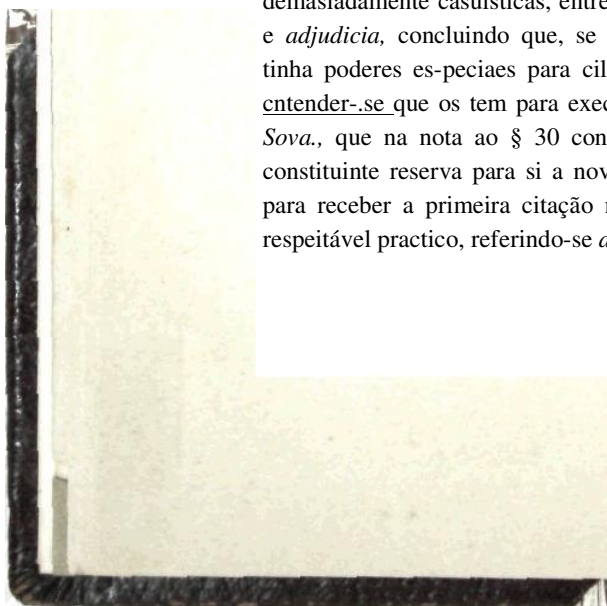 demasiadamente casuísticas, entre
e adjudicia, concluindo que, se
tinha poderes es-peciaes para cil
cntender-.se que os tem para exec
Sova., que na nota ao § 30 con
constituinte reserva para si a nov
para receber a primeira citação
respeitável practico, referindo-se